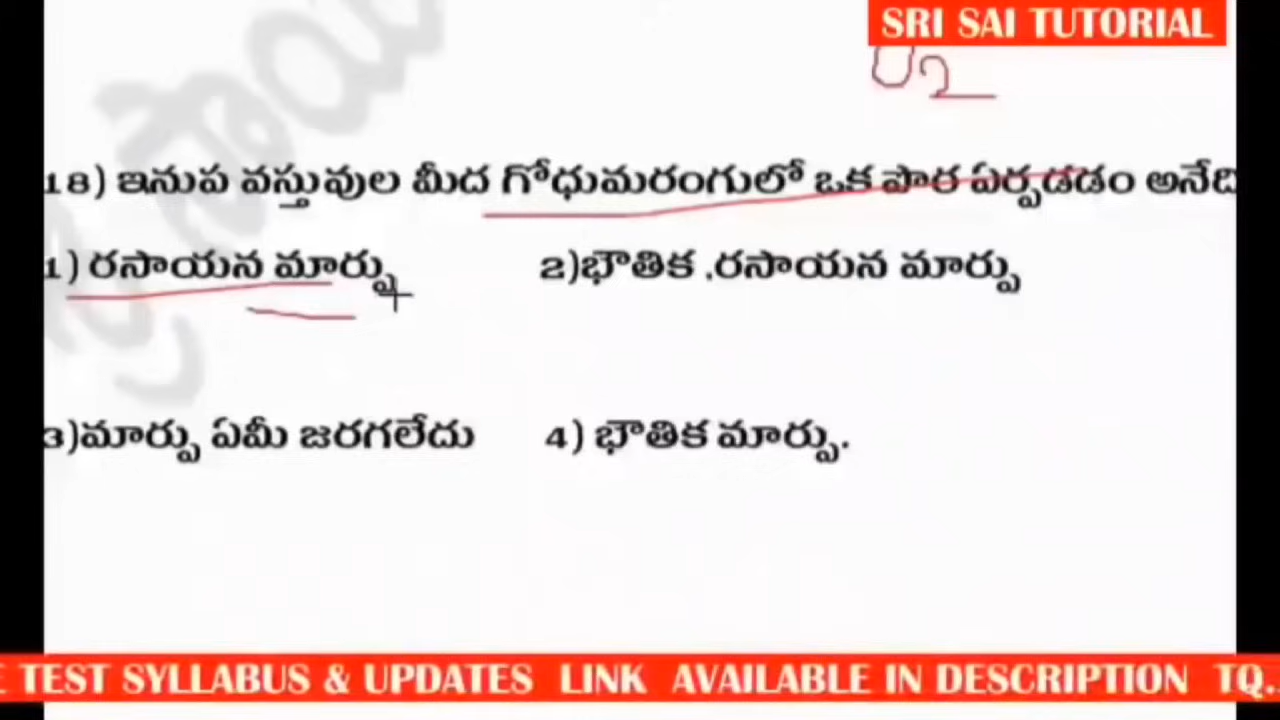 SRI SAI TUTORIAL
O2
18) ఇనుప వస్తువుల మీద గోధుమరంగులో ఒక పొర ఏర్పడడం అనేది
1) రసాయన మార్పు 2)భౌతిక .రసాయన మార్పు
3)మార్పు ఏమీ జరగలేదు 4) భౌతిక మార్పు.
TEST SYLLABUS & UPDATES LINK AVAILABLE IN DESCRIPTION TQ.